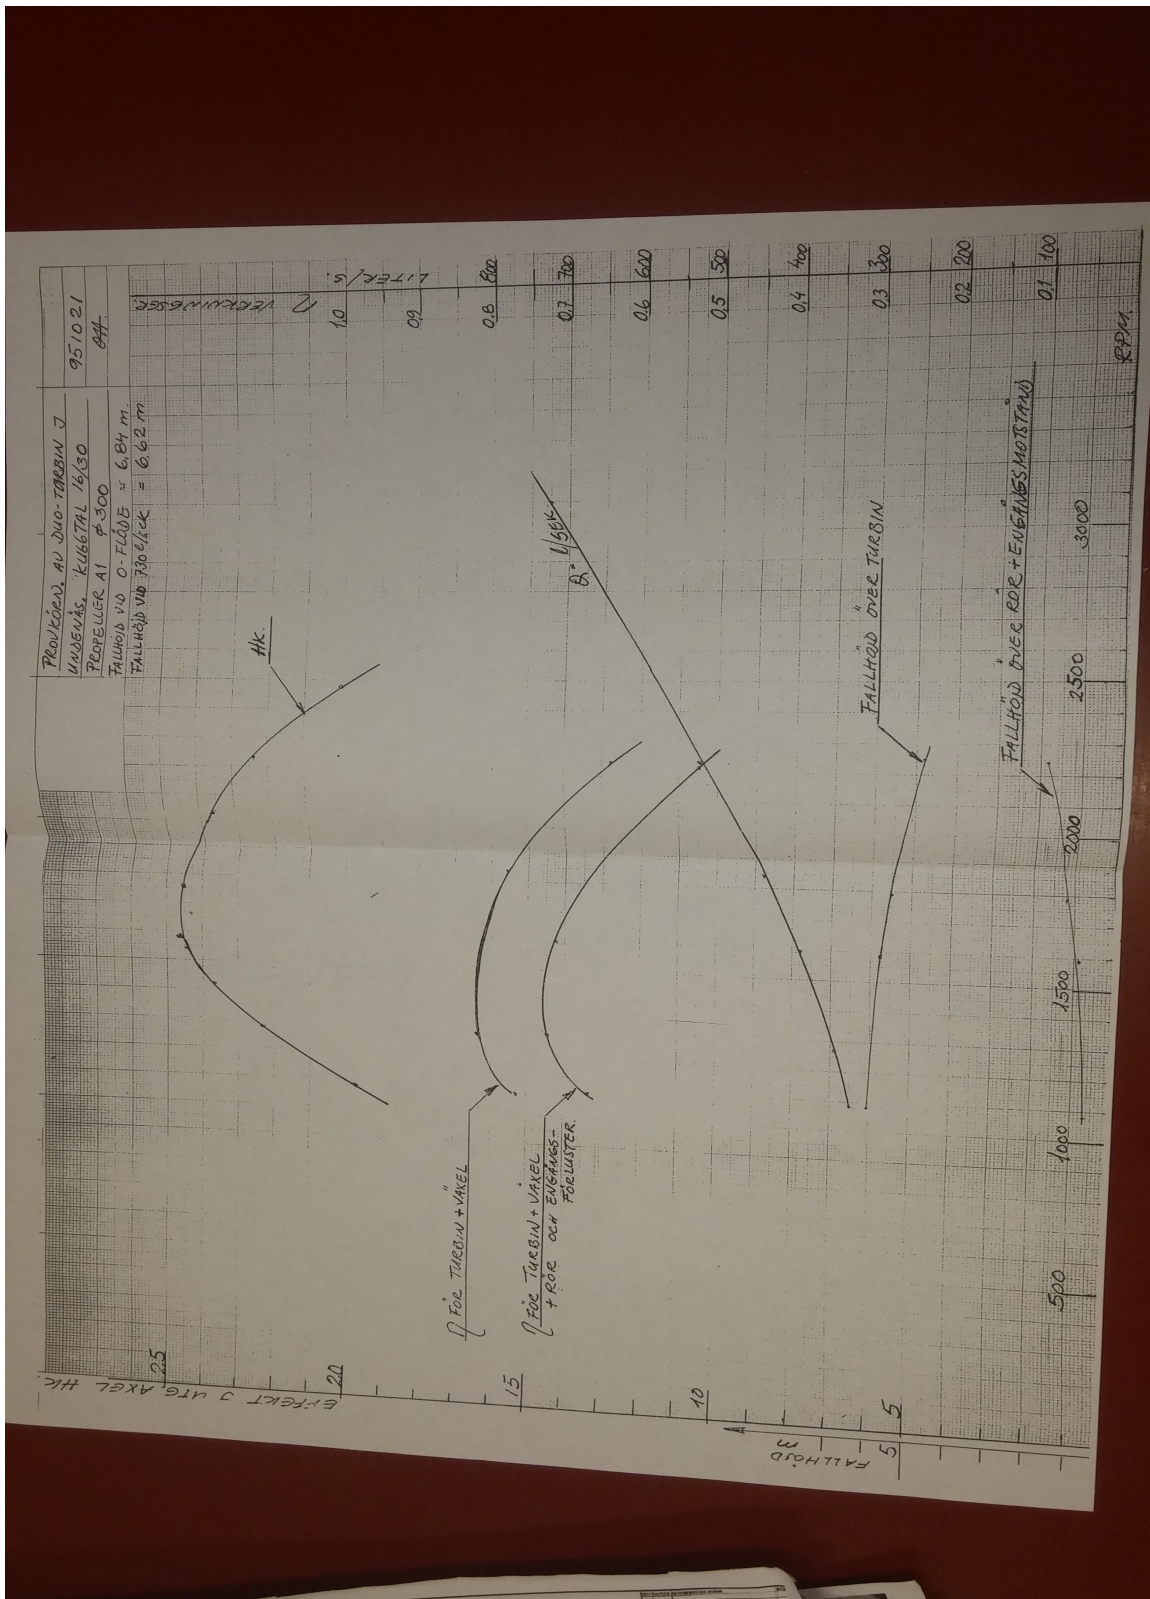 PROVKÖRN. AV DUO-TURBIN J
UNDENÄS. KUGGTAL 16/30
PROPELLER A1 ø 300
FALLHÖJD VID O-FLÖDE = 6,84 m.
FALLHÖJD VID 730 l/sek = 6,62 m
951021
HK.
η FÖR TURBIN + VÄXEL
η FÖR TURBIN + VÄXEL
+ RÖR OCH ENGÅNGS-
FÖRLUSTER.
Q = l/SEK
FALLHÖJD ÖVER TURBIN
FALLHÖJD ÖVER RÖR + ENGÅNGSMOTSTÅND
EFFEKT J UTG. AXEL HK.
25
20
15
10
5
FALLHÖJD
m
5
500
1000
1500
2000
2500
3000
RPM.
η VERKNINGSGR.
1.0
0.9
0.8
0.7
0.6
0.5
0.4
0.3
0.2
0.1
LITER/S.
800
700
600
500
400
300
200
100